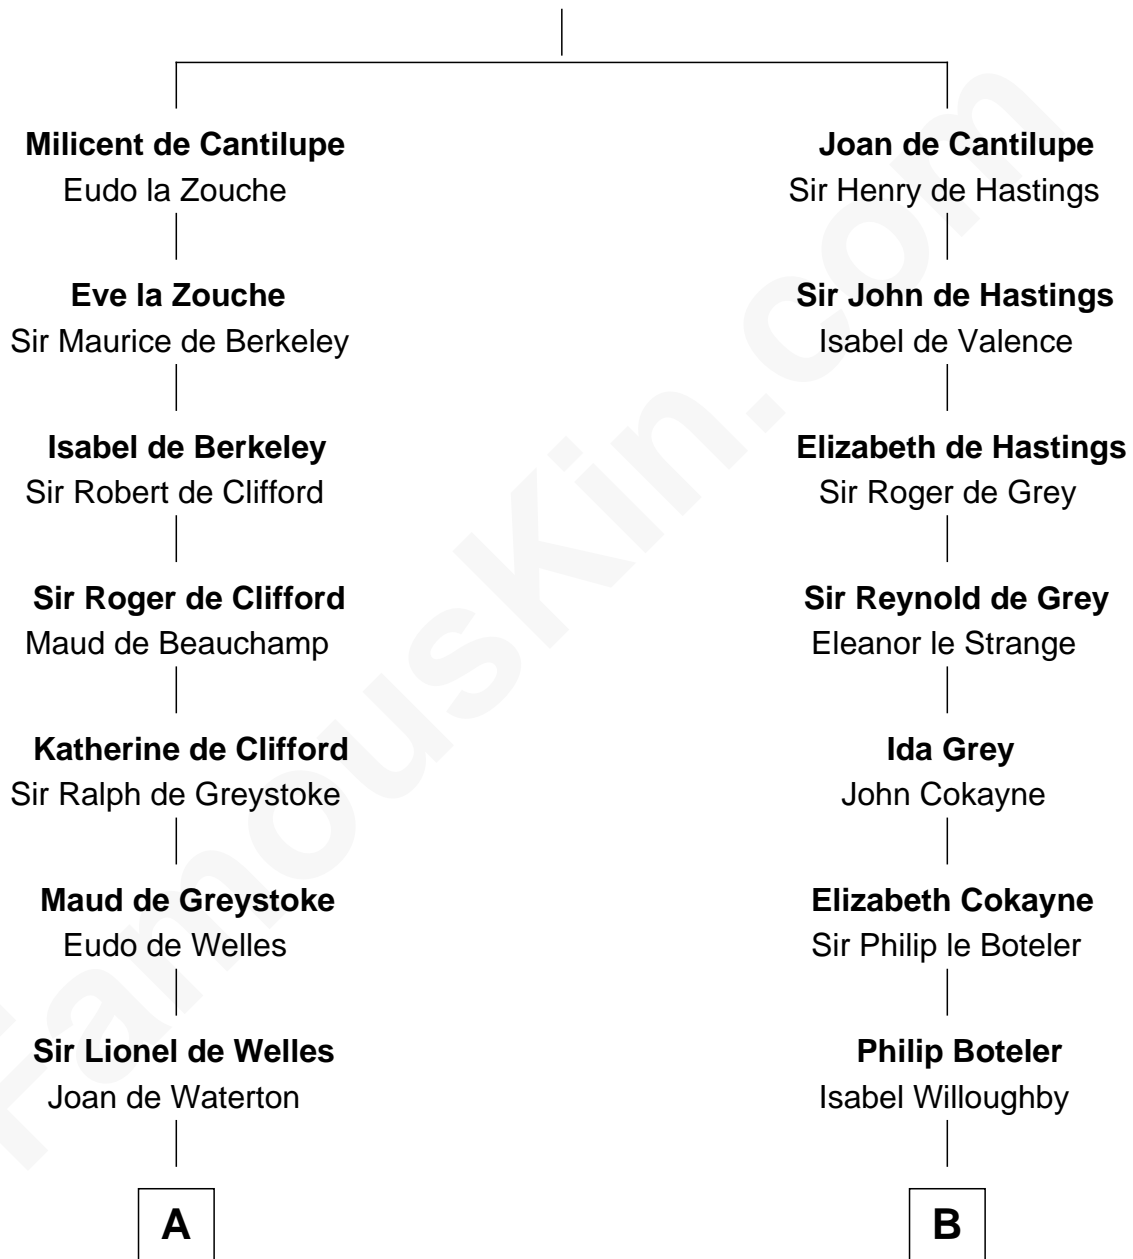 Milicent de Cantilupe
Eudo la Zouche
Eve la Zouche
Sir Maurice de Berkeley
Isabel de Berkeley
Sir Robert de Clifford
Sir Roger de Clifford
Maud de Beauchamp
Katherine de Clifford
Sir Ralph de Greystoke
Maud de Greystoke
Eudo de Welles
Sir Lionel de Welles
Joan de Waterton
A
Joan de Cantilupe
Sir Henry de Hastings
Sir John de Hastings
Isabel de Valence
Elizabeth de Hastings
Sir Roger de Grey
Sir Reynold de Grey
Eleanor le Strange
Ida Grey
John Cokayne
Elizabeth Cokayne
Sir Philip le Boteler
Philip Boteler
Isabel Willoughby
B
FamousKin.com